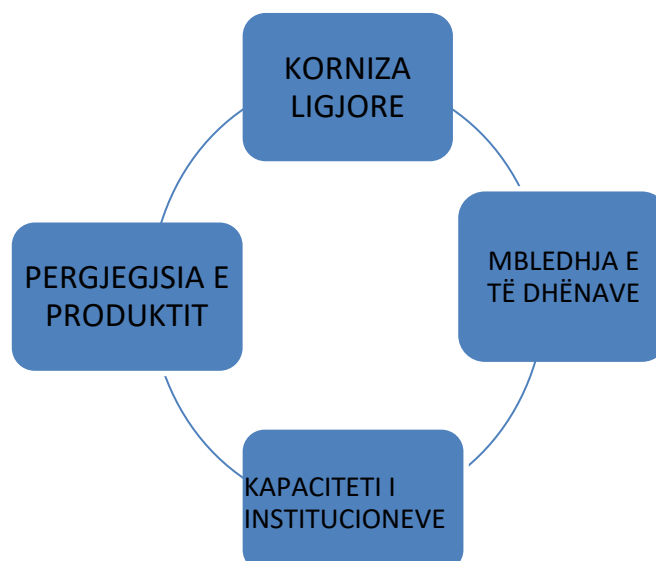 KORNIZA
LIGJORE
MBLEDHJA E
TË DHËNAVE
KAPACITETI I
INSTITUCIONEVE
PERGJEGJSIA E
PRODUKTIT